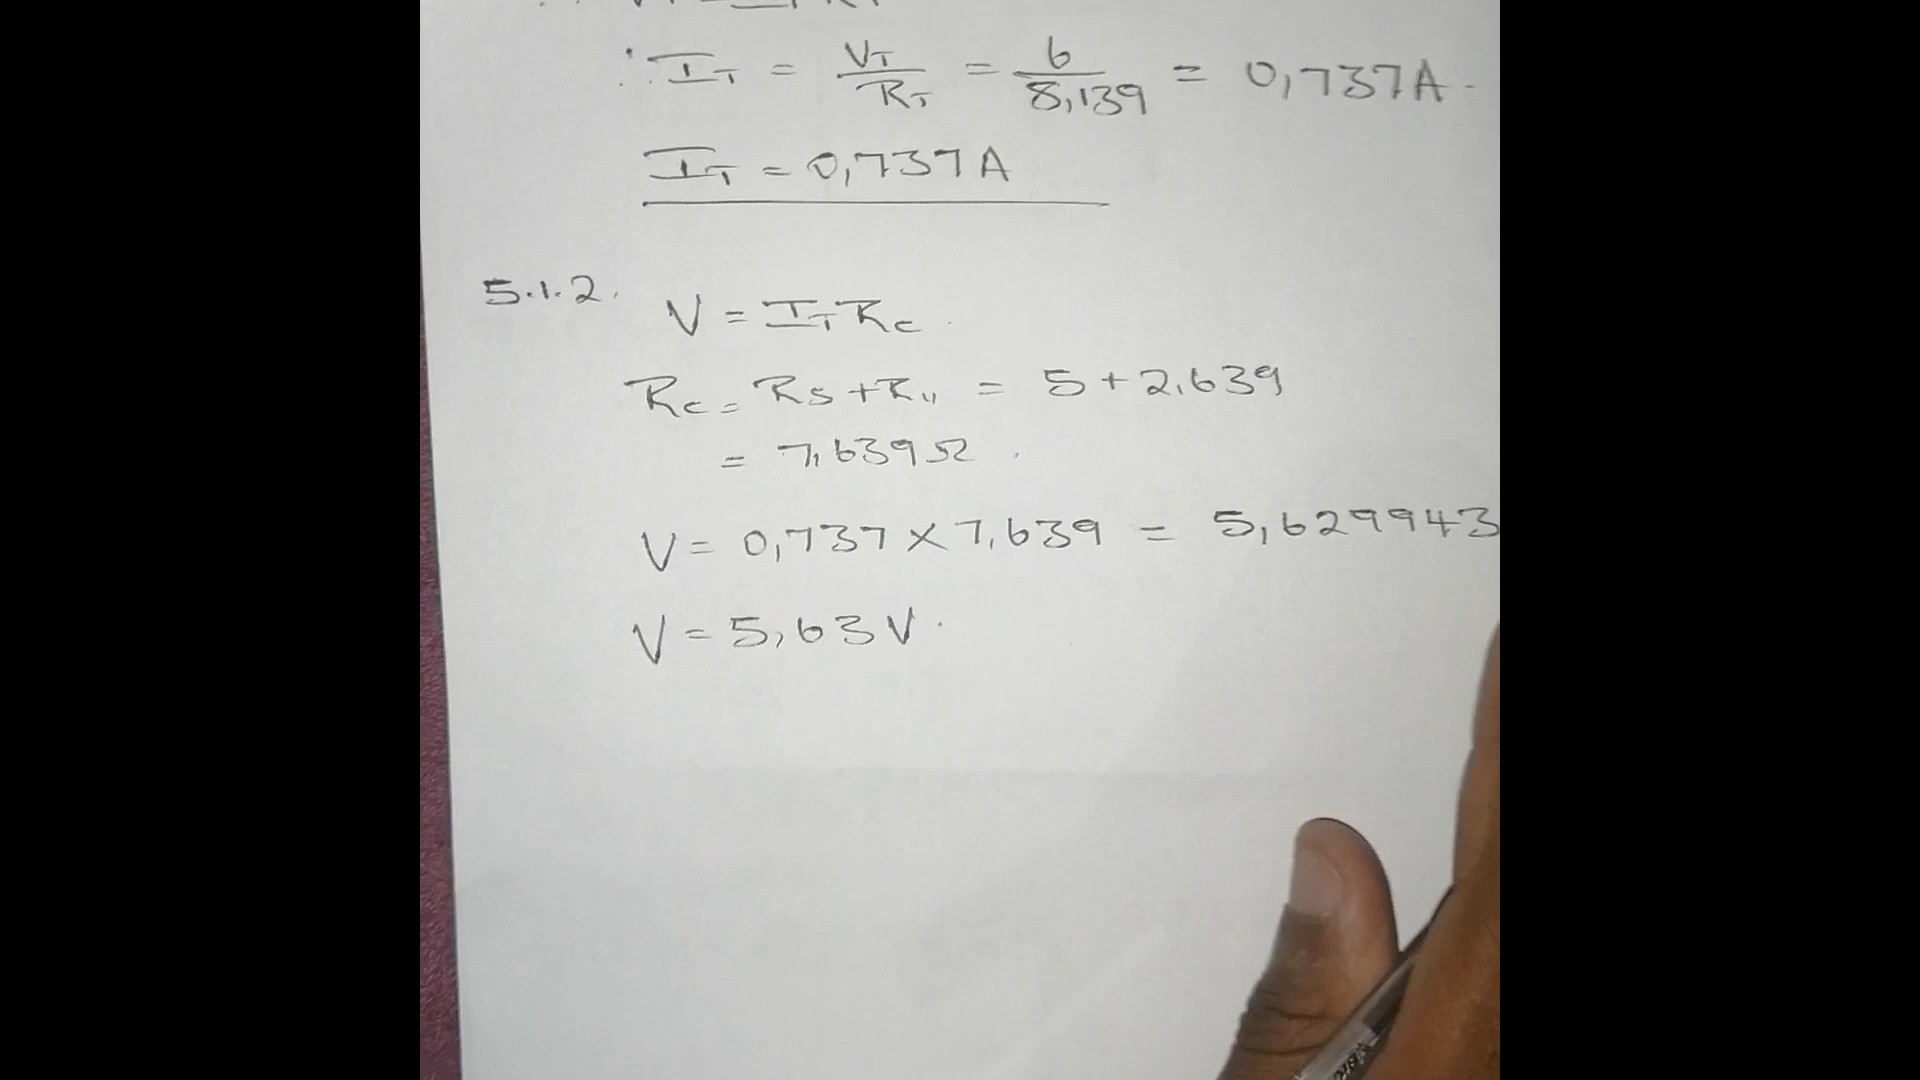 ∴ I_T = V_T / R_T = 6 / 8,139 = 0,737A.
I_T = 0,737A
5.1.2. V = I_T R_c.
R_c = R_S + R_11 = 5 + 2,639
= 7,639Ω.
V = 0,737 × 7,639 = 5,629943
V = 5,63V.